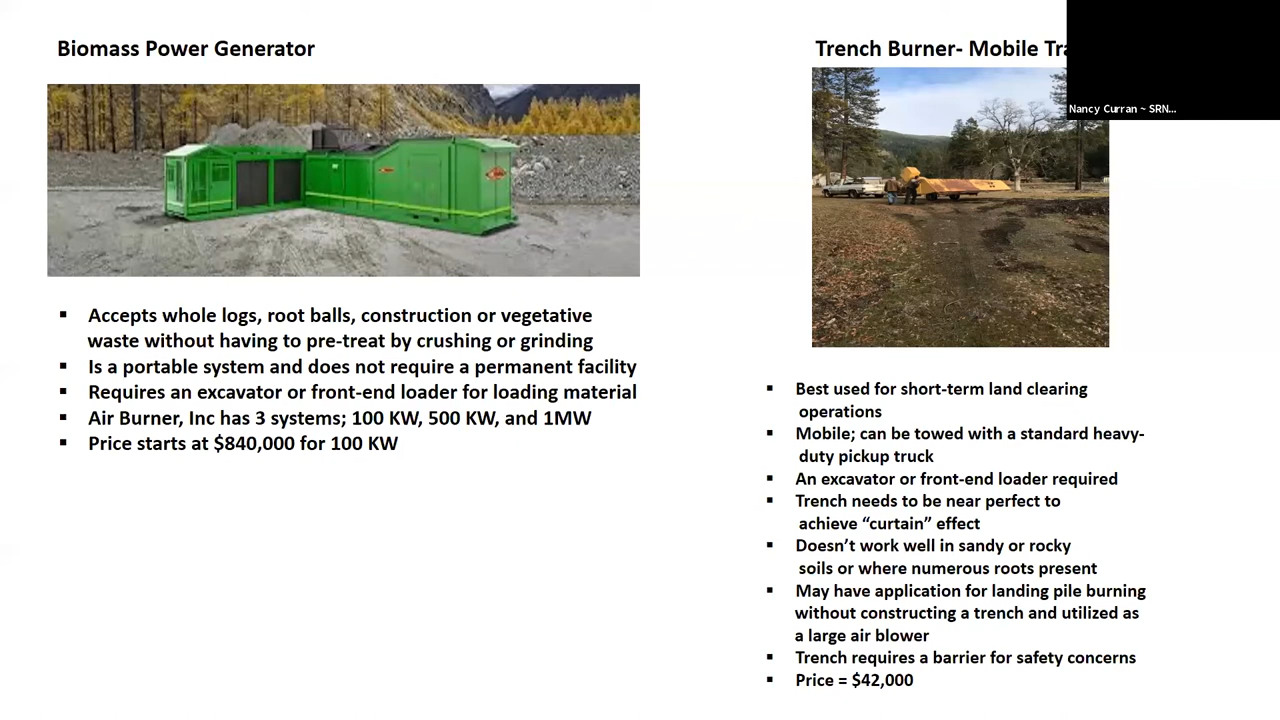 Biomass Power Generator
▪ Accepts whole logs, root balls, construction or vegetative
waste without having to pre-treat by crushing or grinding
▪ Is a portable system and does not require a permanent facility
▪ Requires an excavator or front-end loader for loading material
▪ Air Burner, Inc has 3 systems; 100 KW, 500 KW, and 1MW
▪ Price starts at $840,000 for 100 KW
Trench Burner- Mobile
Nancy Curran ~ SRN...
▪ Best used for short-term land clearing
operations
▪ Mobile; can be towed with a standard heavy-
duty pickup truck
▪ An excavator or front-end loader required
▪ Trench needs to be near perfect to
achieve “curtain” effect
▪ Doesn’t work well in sandy or rocky
soils or where numerous roots present
▪ May have application for landing pile burning
without constructing a trench and utilized as
a large air blower
▪ Trench requires a barrier for safety concerns
▪ Price = $42,000